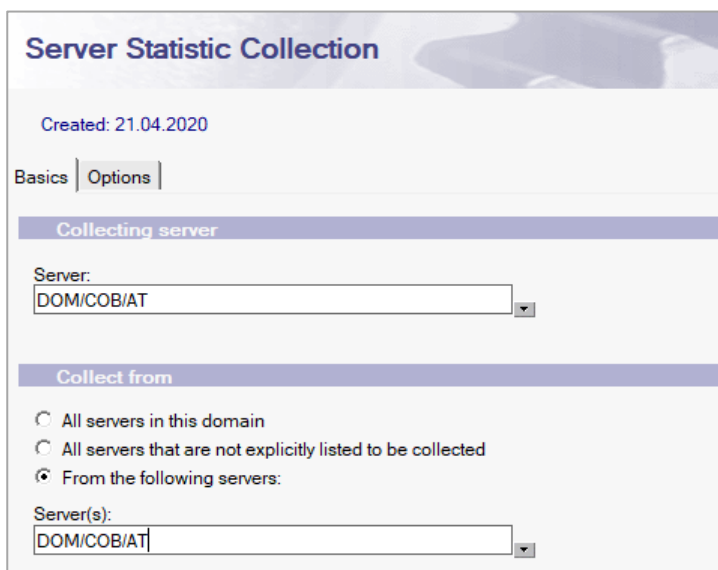 Server Statistic Collection
Created: 21.04.2020
Basics Options
Collecting server
Server:
DOM/COB/AT
Collect from
All servers in this domain
All servers that are not explicitly listed to be collected
From the following servers:
Server(s):
DOM/COB/AT